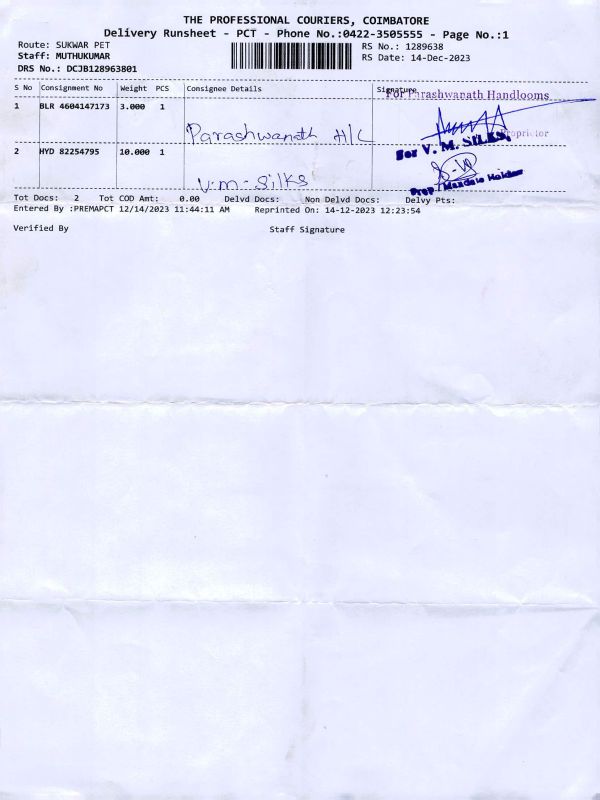 THE PROFESSIONAL COURIERS, COIMBATORE
Delivery Runsheet - PCT - Phone No.:0422-3505555 - Page No.:1
Route: SUKWAR PET
RS No.: 1289638
Staff: MUTHUKUMAR
RS Date: 14-Dec-2023
DRS No.: DCJB128963801
S No Consignment No Weight PCS Consignee Details Signature
For Parashwanath Handlooms
1 BLR 4604147173 3.000 1
Parashwanath H/L
Proprietor
For V. M. SILKS,
2 HYD 82254795 10.000 1
V.M-Silks
Prop.
Tot Docs: 2 Tot COD Amt: 0.00 Delvd Docs: Non Delvd Docs: Delvy Pts:
Entered By :PREMAPCT 12/14/2023 11:44:11 AM Reprinted On: 14-12-2023 12:23:54
Verified By Staff Signature